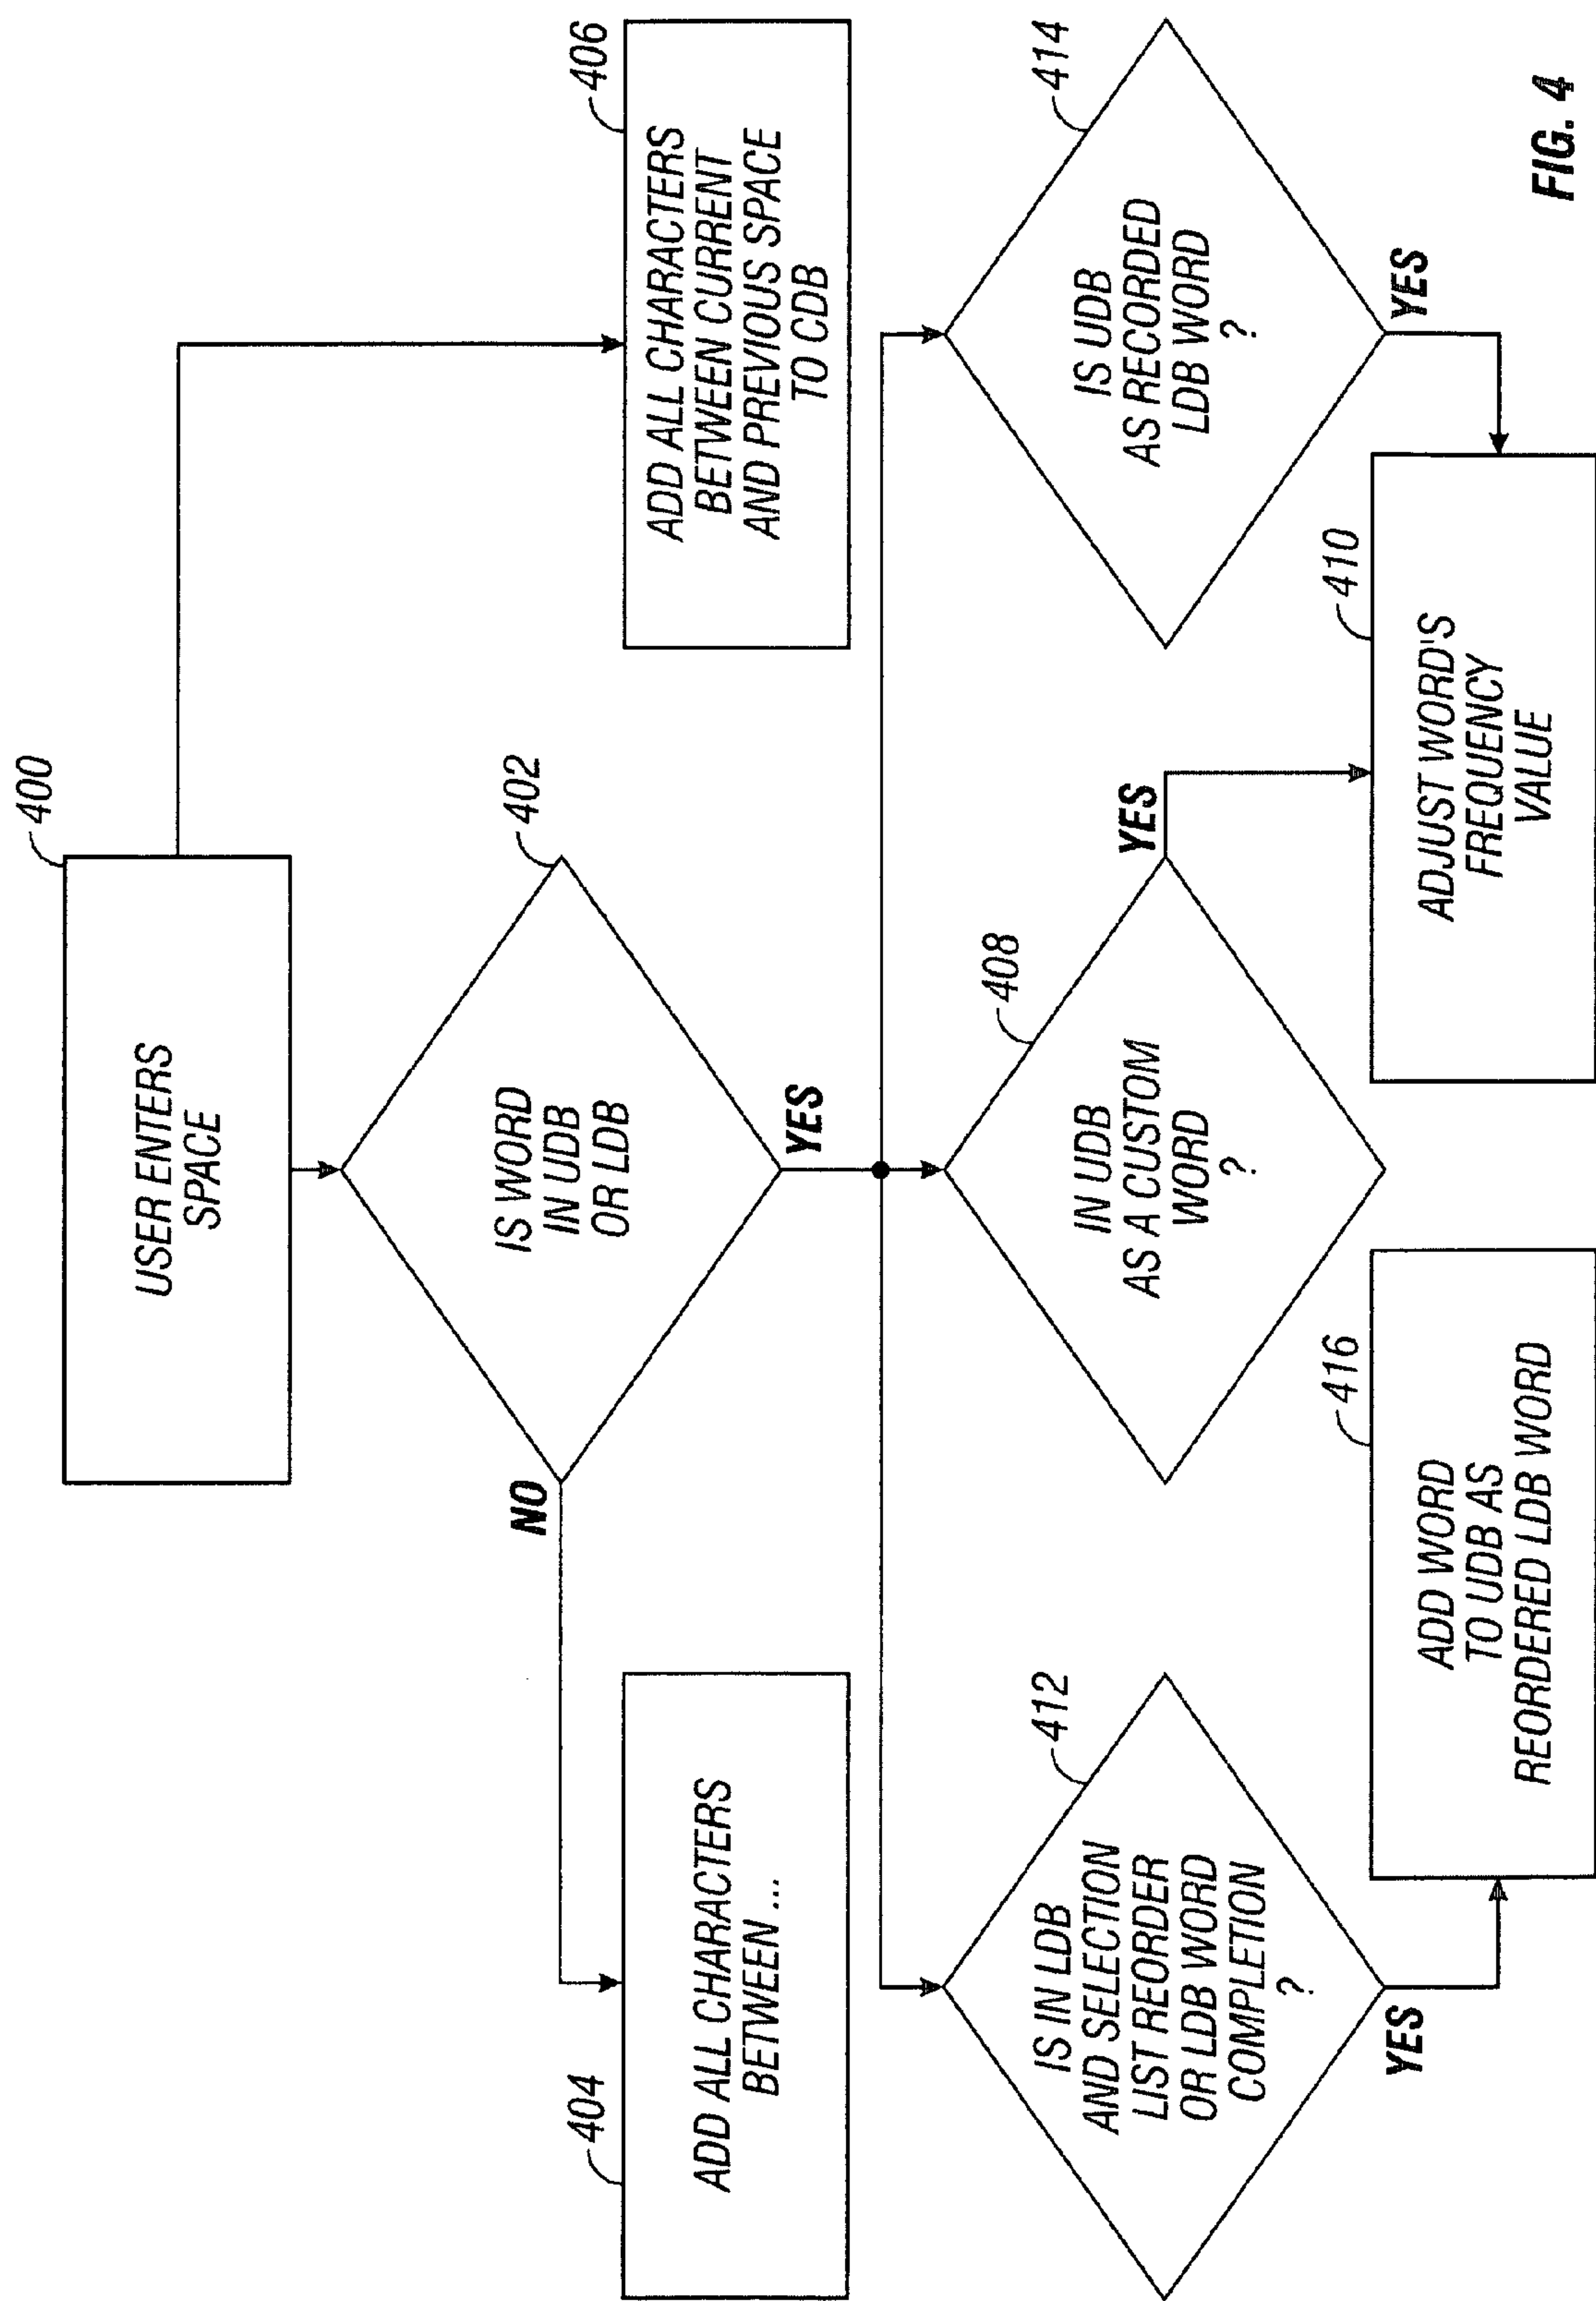 400
USER ENTERS
SPACE
402
IS WORD
IN UDB
OR LDB
NO
YES
404
ADD ALL CHARACTERS
BETWEEN ...
406
ADD ALL CHARACTERS
BETWEEN CURRENT
AND PREVIOUS SPACE
TO CDB
412
IS IN LDB
AND SELECTION
LIST REORDER
OR LDB WORD
COMPLETION
?
YES
408
IN UDB
AS A CUSTOM
WORD
?
YES
414
IS UDB
AS RECORDED
LDB WORD
?
YES
416
ADD WORD
TO UDB AS
REORDERED LDB WORD
410
ADJUST WORD'S
FREQUENCY
VALUE
FIG. 4